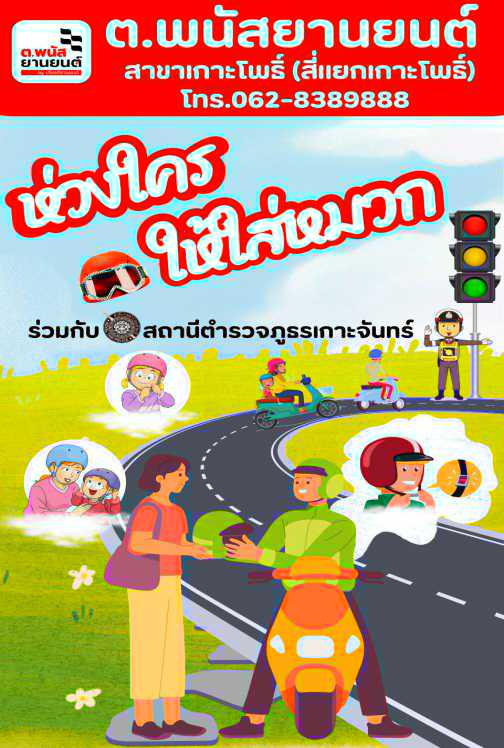 ต.พนัส
ยานยนต์
ต.พนัสยานยนต์
สาขาเกาะโพธิ์ (สี่แยกเกาะโพธิ์)
โทร.062-8389888
ห่วงใคร
ให้ใส่หมวก
ร่วมกับ สถานีตำรวจภูธรเกาะจันทร์